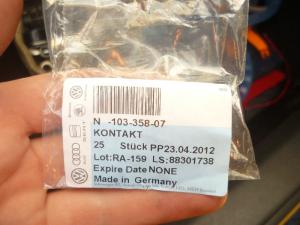 N -103-358-07
KONTAKT
25 Stück PP23.04.2012
Lot:RA-159 LS:88301738
Expire Date NONE
Made in Germany